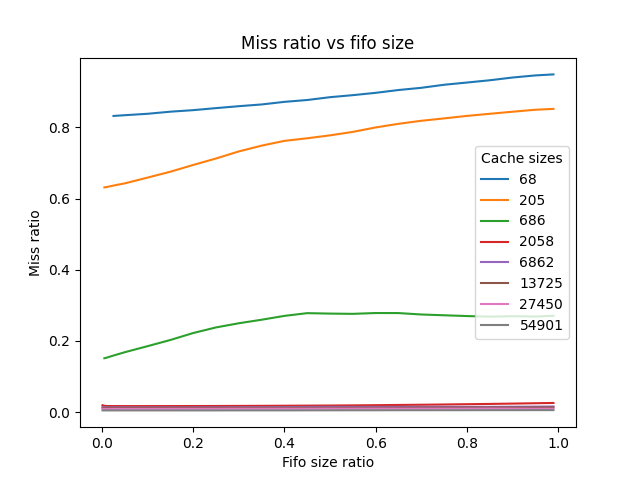 Miss ratio vs fifo size
Miss ratio
0.8
0.6
0.4
0.2
0.0
Cache sizes
68
205
686
2058
6862
13725
27450
54901
0.0 0.2 0.4 0.6 0.8 1.0
Fifo size ratio